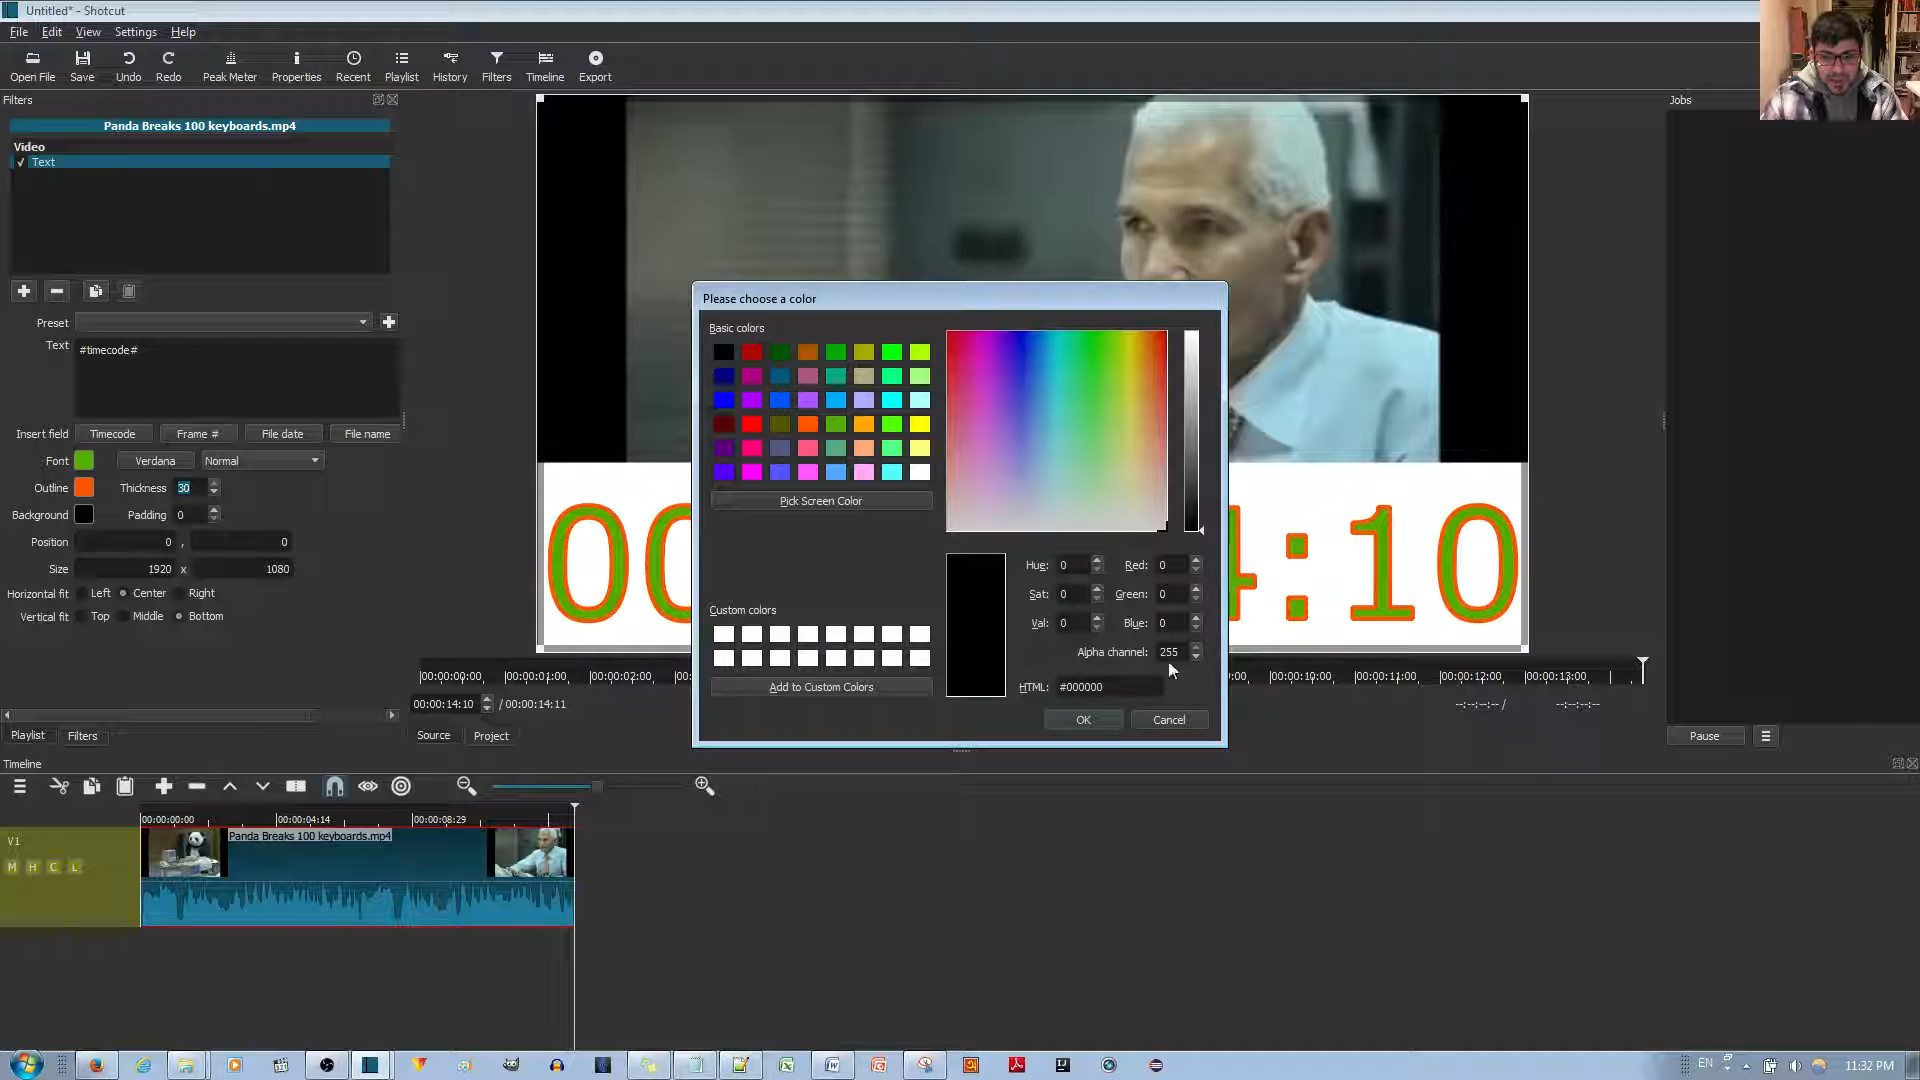 Untitled* - Shotcut
File Edit View Settings Help
Open File Save Undo Redo Peak Meter Properties Recent Playlist History Filters Timeline Export
Filters
Jobs
Panda Breaks 100 keyboards.mp4
Video
✓ Text
Preset
Text #timecode#
Insert field Timecode Frame # File date File name
Font Verdana Normal
Outline Thickness 30
Background Padding 0
Position 0 , 0
Size 1920 x 1080
Horizontal fit Left Center Right
Vertical fit Top Middle Bottom
Playlist Filters
Please choose a color
Basic colors
Pick Screen Color
Custom colors
Add to Custom Colors
Hue: 0 Red: 0
Sat: 0 Green: 0
Val: 0 Blue: 0
Alpha channel: 255
HTML: #000000
OK Cancel
00 4:10
00:00:00:00 00:00:01:00 00:00:02:00 00:00:10:00 00:00:11:00 00:00:12:00 00:00:13:00
00:00:14:10 / 00:00:14:11
--:--:--:-- / --:--:--:--
Source Project
Pause
Timeline
00:00:00:00 00:00:04:14 00:00:08:29
V1
M H C L
Panda Breaks 100 keyboards.mp4
EN
11:32 PM